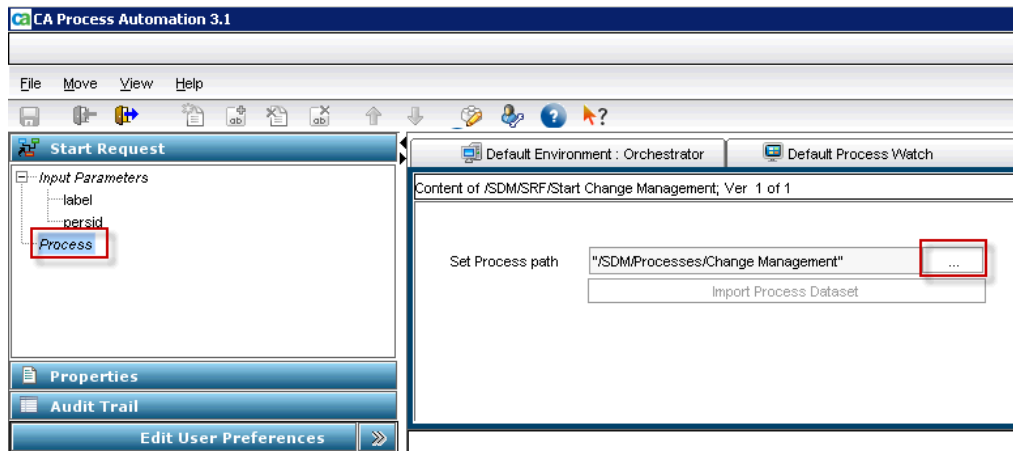 ca CA Process Automation 3.1
File Move View Help
Start Request
Default Environment : Orchestrator
Default Process Watch
Input Parameters
label
persid
Process
Content of /SDM/SRF/Start Change Management; Ver 1 of 1
Set Process path "/SDM/Processes/Change Management" ...
Import Process Dataset
Properties
Audit Trail
Edit User Preferences